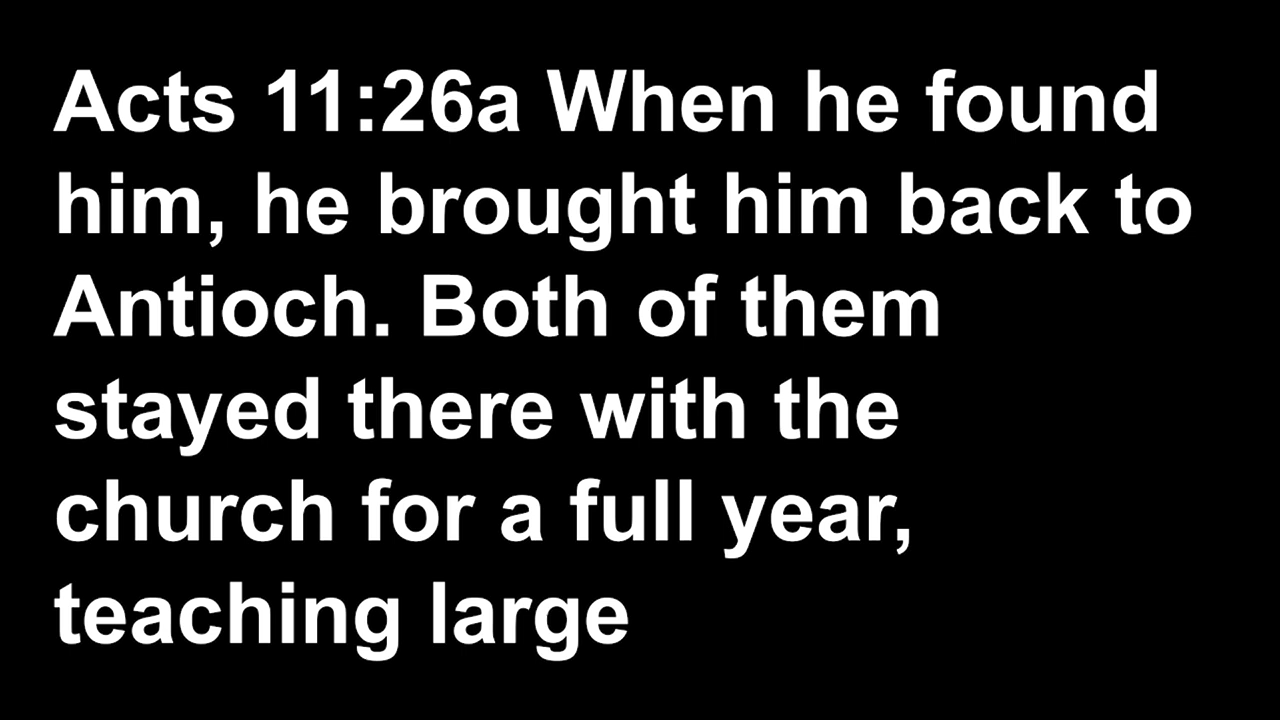 Acts 11:26a When he found
him, he brought him back to
Antioch. Both of them
stayed there with the
church for a full year,
teaching large